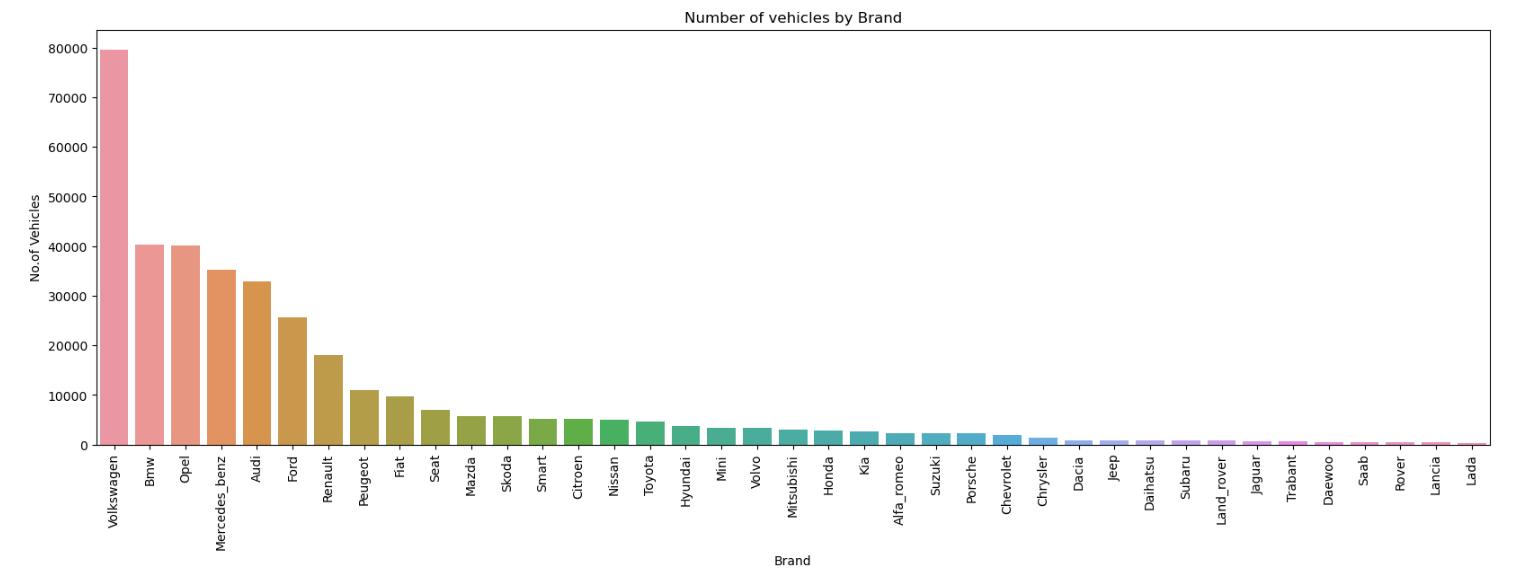 Number of vehicles by Brand
80000
70000
60000
50000
40000
30000
20000
10000
0
No.of Vehicles
Volkswagen
Bmw
Opel
Mercedes_benz
Audi
Ford
Renault
Peugeot
Fiat
Seat
Mazda
Skoda
Smart
Citroen
Nissan
Toyota
Hyundai
Mini
Volvo
Mitsubishi
Honda
Kia
Alfa_romeo
Suzuki
Porsche
Chevrolet
Chrysler
Dacia
Jeep
Daihatsu
Subaru
Land_rover
Jaguar
Trabant
Daewoo
Saab
Rover
Lancia
Lada
Brand